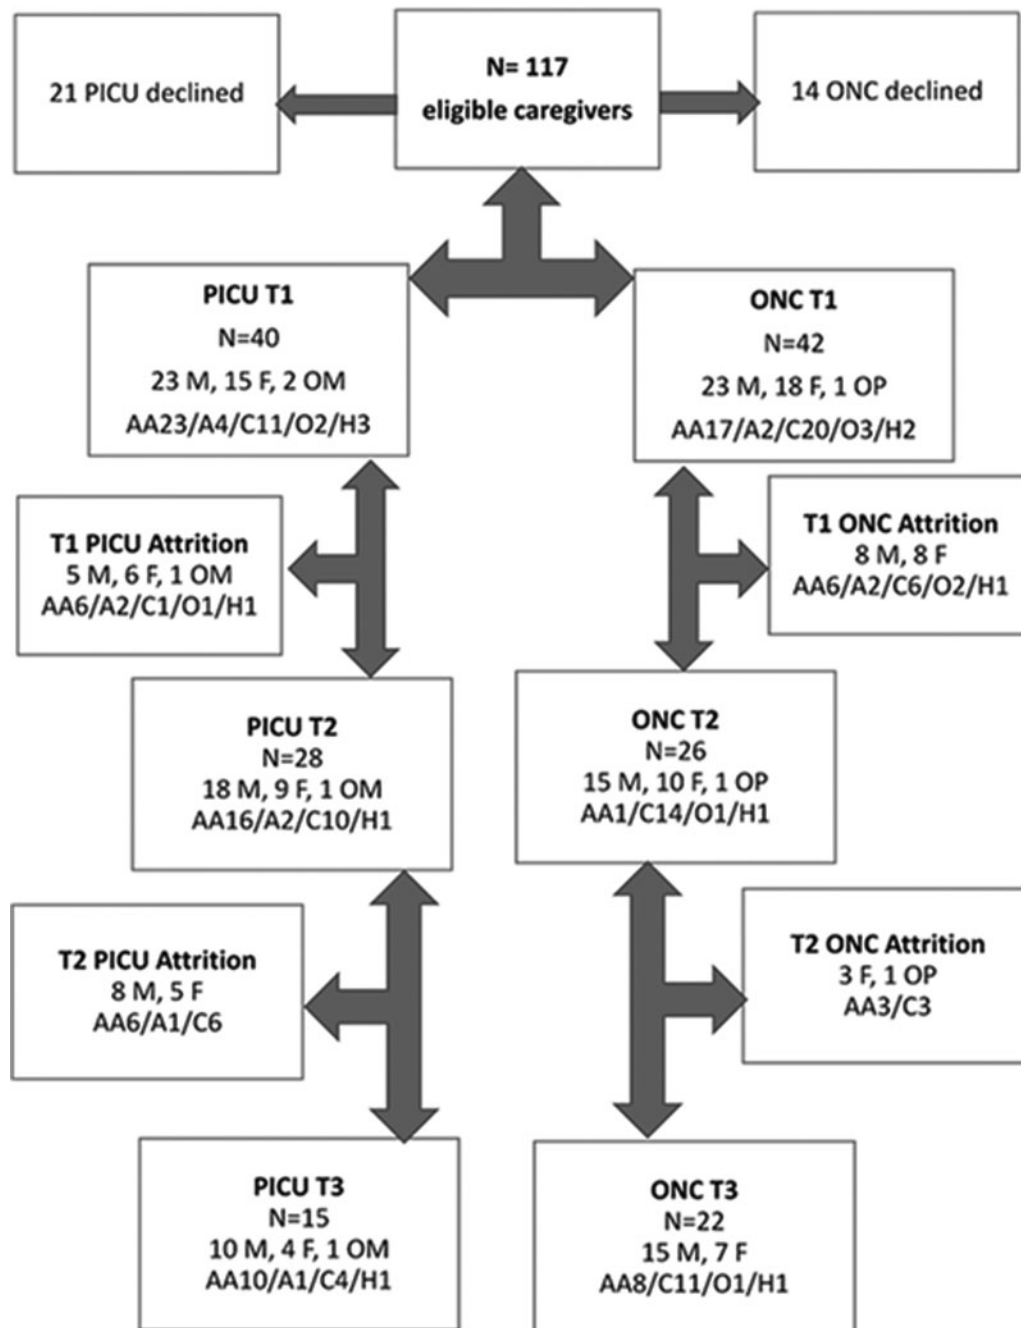 21 PICU declined
N= 117
eligible caregivers
14 ONC declined
PICU T1
N=40
23 M, 15 F, 2 OM
AA23/A4/C11/O2/H3
ONC T1
N=42
23 M, 18 F, 1 OP
AA17/A2/C20/O3/H2
T1 PICU Attrition
5 M, 6 F, 1 OM
AA6/A2/C1/O1/H1
T1 ONC Attrition
8 M, 8 F
AA6/A2/C6/O2/H1
PICU T2
N=28
18 M, 9 F, 1 OM
AA16/A2/C10/H1
ONC T2
N=26
15 M, 10 F, 1 OP
AA1/C14/O1/H1
T2 PICU Attrition
8 M, 5 F
AA6/A1/C6
T2 ONC Attrition
3 F, 1 OP
AA3/C3
PICU T3
N=15
10 M, 4 F, 1 OM
AA10/A1/C4/H1
ONC T3
N=22
15 M, 7 F
AA8/C11/O1/H1